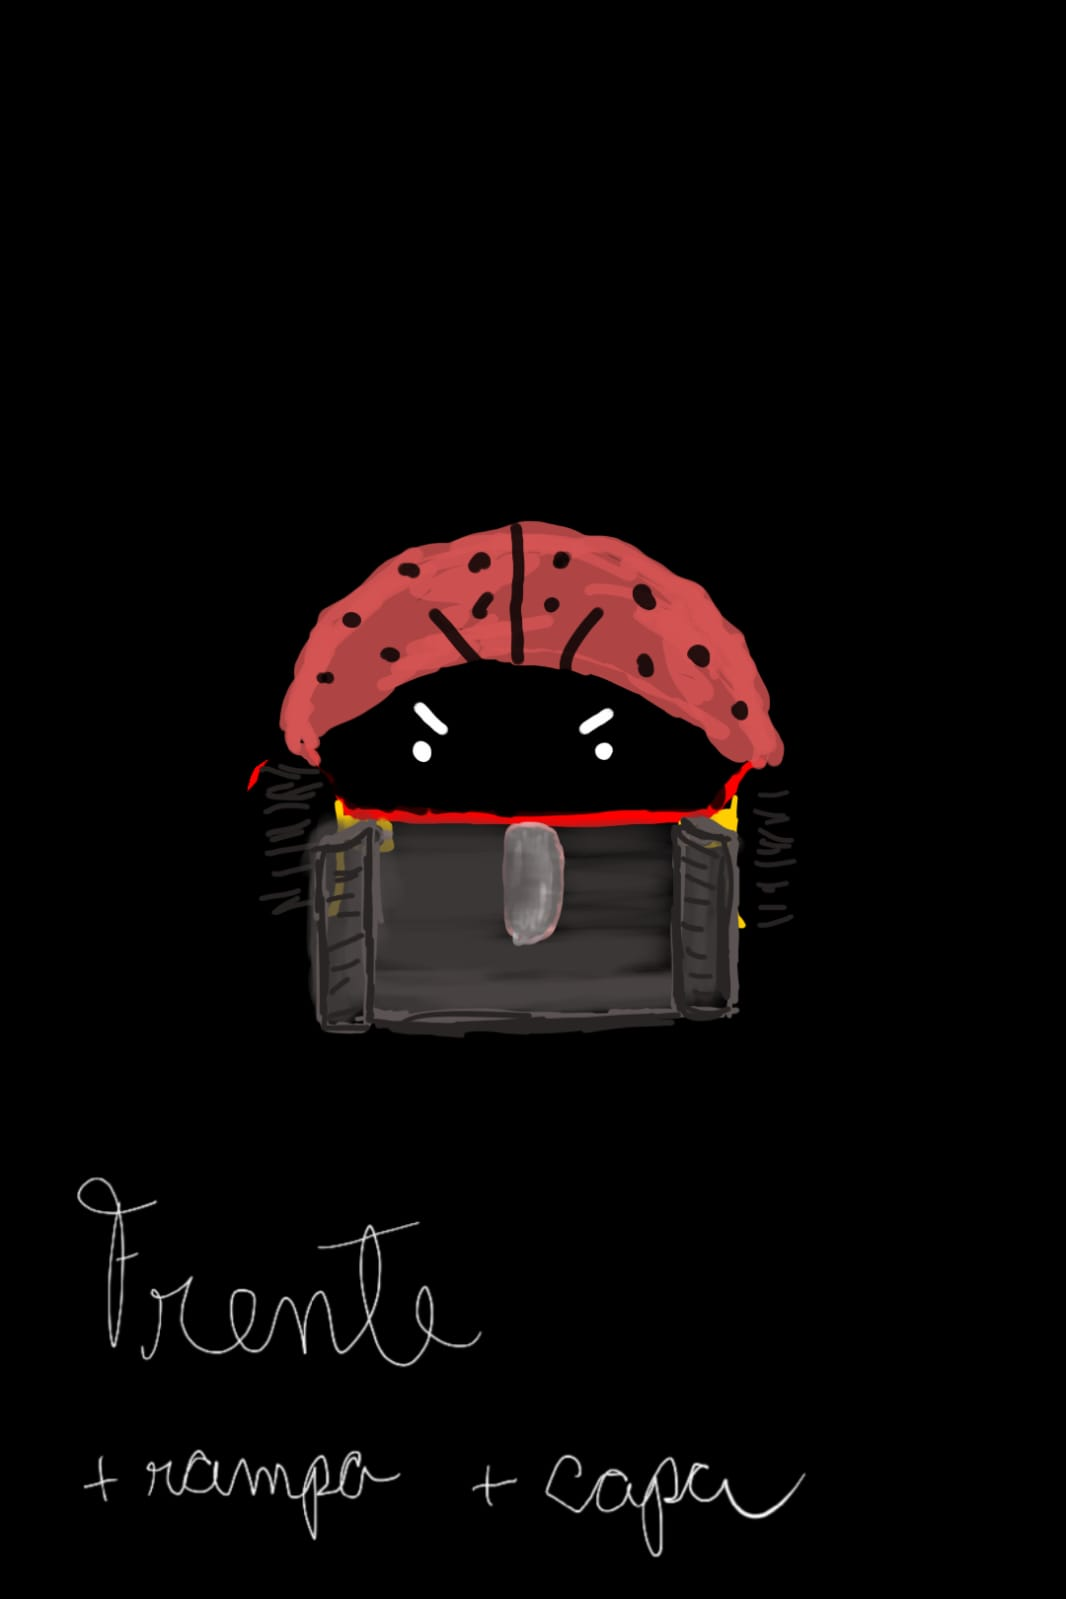 Frente
+ rampa + capa